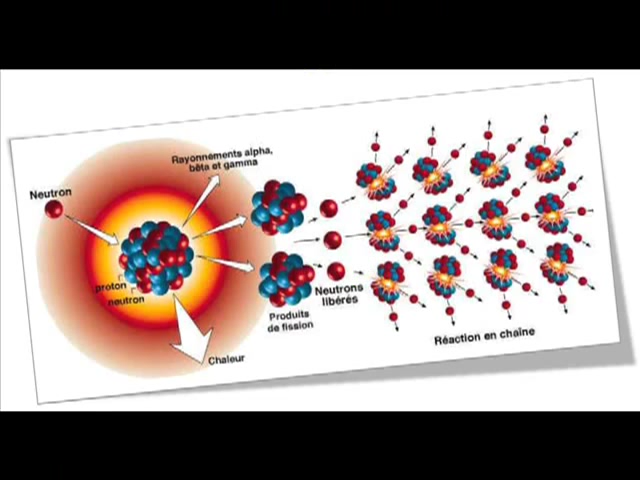 Rayonnements alpha,
bêta et gamma
Neutron
proton
neutron
Neutrons
libérés
Produits
de fission
Chaleur
Réaction en chaîne